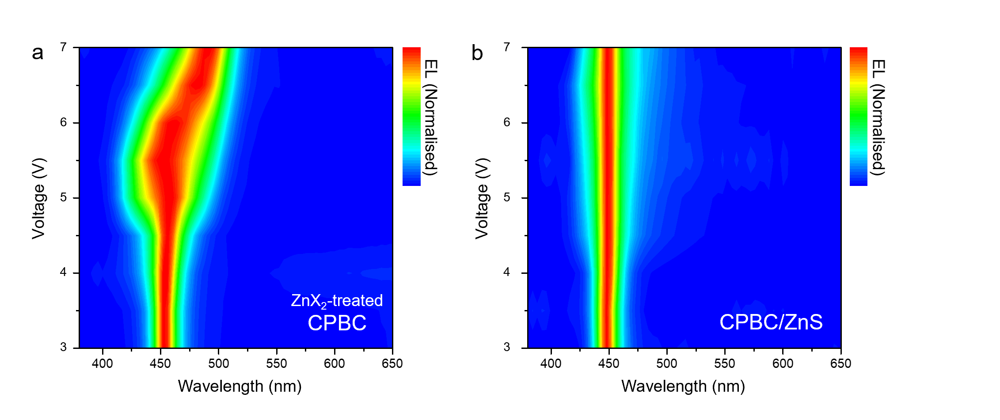 a
7
6
5
4
3
Voltage (V)
400 450 500 550 600 650
Wavelength (nm)
EL (Normalised)
ZnX₂-treated
CPBC
b
7
6
5
4
3
Voltage (V)
400 450 500 550 600 650
Wavelength (nm)
EL (Normalised)
CPBC/ZnS